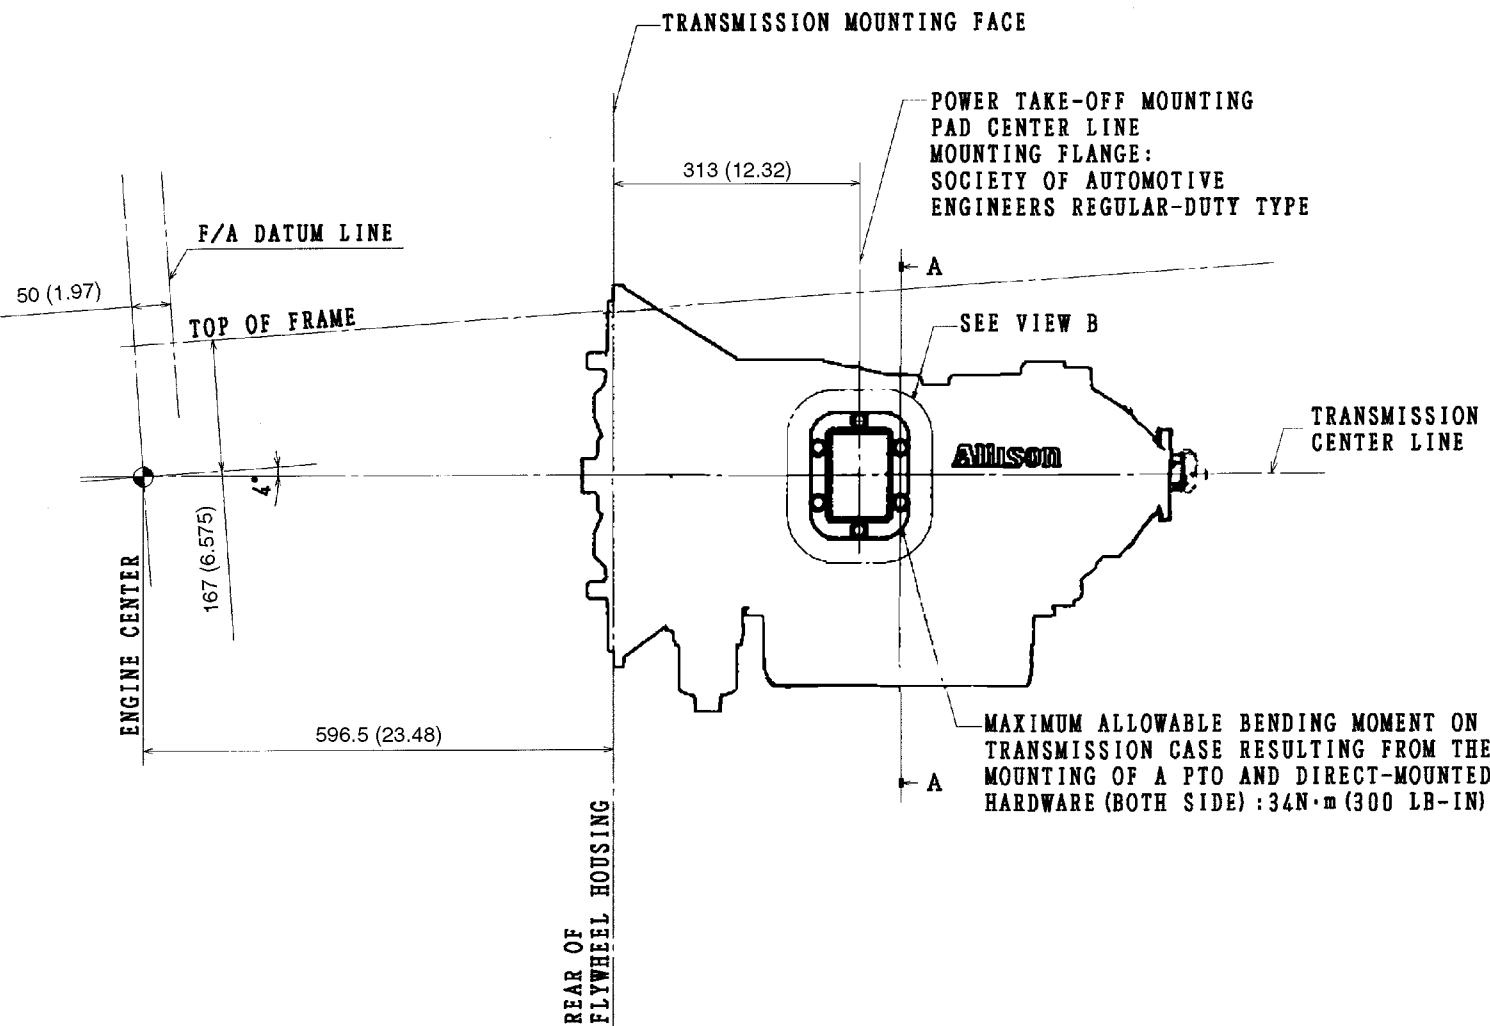 TRANSMISSION MOUNTING FACE
POWER TAKE-OFF MOUNTING
PAD CENTER LINE
MOUNTING FLANGE:
SOCIETY OF AUTOMOTIVE
ENGINEERS REGULAR-DUTY TYPE
313 (12.32)
F/A DATUM LINE
A
50 (1.97)
TOP OF FRAME
SEE VIEW B
TRANSMISSION
CENTER LINE
Allison
4°
167 (6.575)
ENGINE CENTER
596.5 (23.48)
MAXIMUM ALLOWABLE BENDING MOMENT ON
TRANSMISSION CASE RESULTING FROM THE
MOUNTING OF A PTO AND DIRECT-MOUNTED
HARDWARE (BOTH SIDE) : 34N·m (300 LB-IN)
A
REAR OF
FLYWHEEL HOUSING